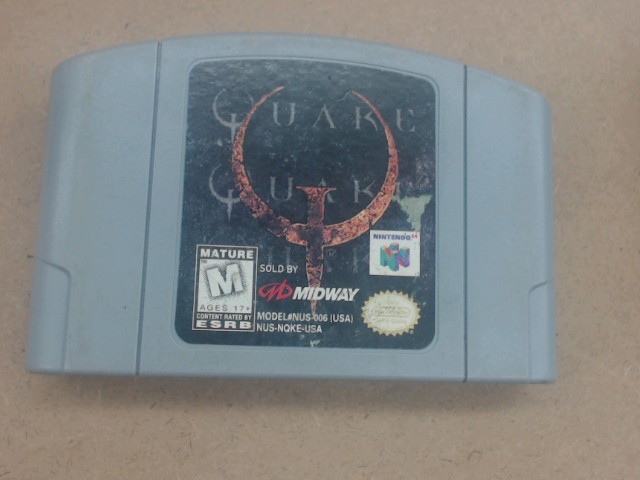 QUAKE
QUAKE
NINTENDO 64
MATURE
M
AGES 17+
CONTENT RATED BY
ESRB
SOLD BY
MIDWAY
MODEL#NUS-006 (USA)
NUS-NQKE-USA